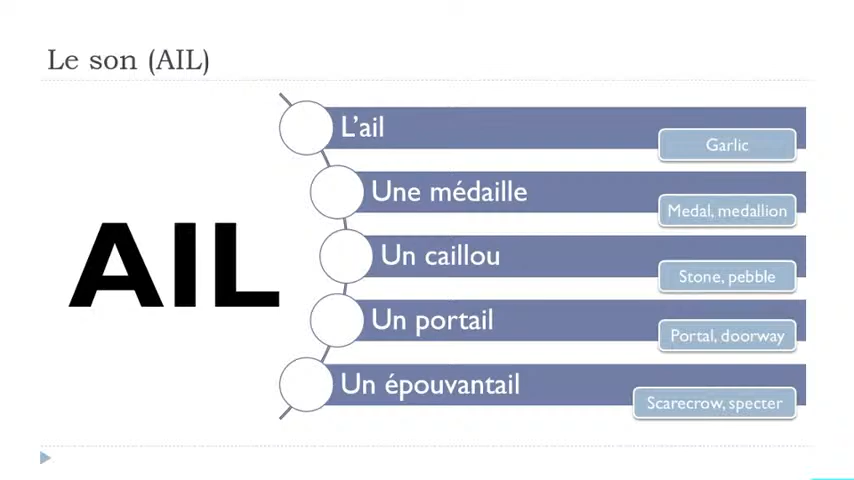 Le son (AIL)
AIL
L'ail
Garlic
Une médaille
Medal, medallion
Un caillou
Stone, pebble
Un portail
Portal, doorway
Un épouvantail
Scarecrow, specter